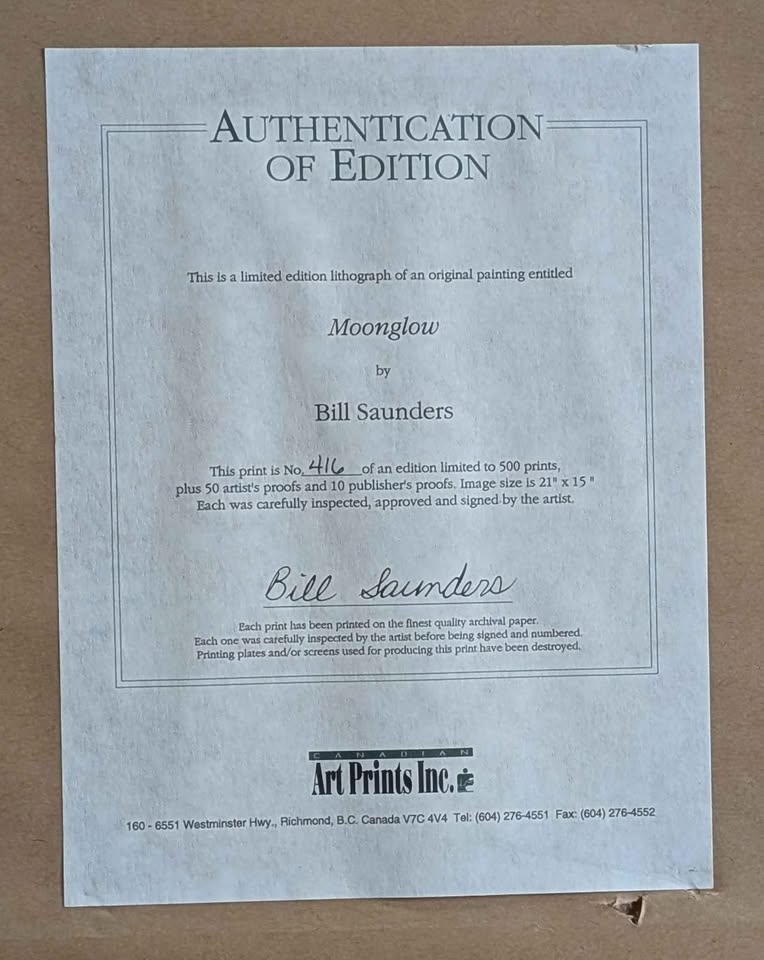 AUTHENTICATION
OF EDITION
This is a limited edition lithograph of an original painting entitled
Moonglow
by
Bill Saunders
This print is No. 416 of an edition limited to 500 prints,
plus 50 artist's proofs and 10 publisher's proofs. Image size is 21" x 15 "
Each was carefully inspected, approved and signed by the artist.
Bill Saunders
Each print has been printed on the finest quality archival paper.
Each one was carefully inspected by the artist before being signed and numbered.
Printing plates and/or screens used for producing this print have been destroyed.
CANADIAN
Art Prints Inc.
160 - 6551 Westminster Hwy., Richmond, B.C. Canada V7C 4V4 Tel: (604) 276-4551 Fax: (604) 276-4552